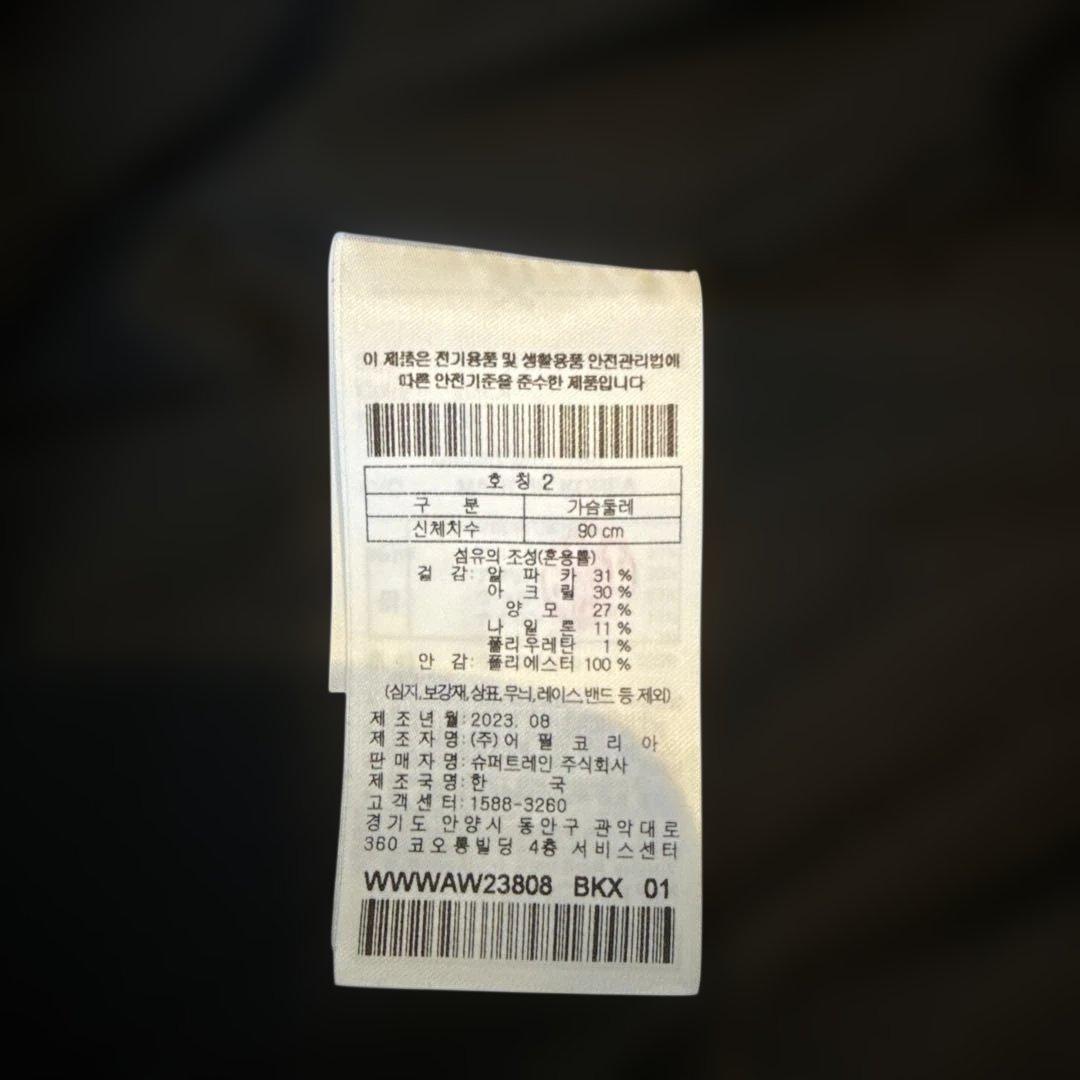 이 제품은 전기용품 및 생활용품 안전관리법에
따른 안전기준을 준수한 제품입니다
호 칭 2
구 분 가슴둘레
신체치수 90 cm
섬유의 조성(혼용률)
겉 감: 알 파 카 31 %
아 크 릴 30 %
양 모 27 %
나 일 론 11 %
폴리우레탄 1 %
안 감: 폴리에스터 100 %
(심지,보강재,상표,무늬,레이스,밴드 등 제외)
제 조 년 월: 2023. 08
제 조 자 명: (주)어 필 코 리 아
판 매 자 명: 슈퍼트레인 주식회사
제 조 국 명: 한 국
고 객 센 터: 1588-3260
경기도 안양시 동안구 관악대로
360 코오롱빌딩 4층 서비스센터
WWWAW23808 BKX 01